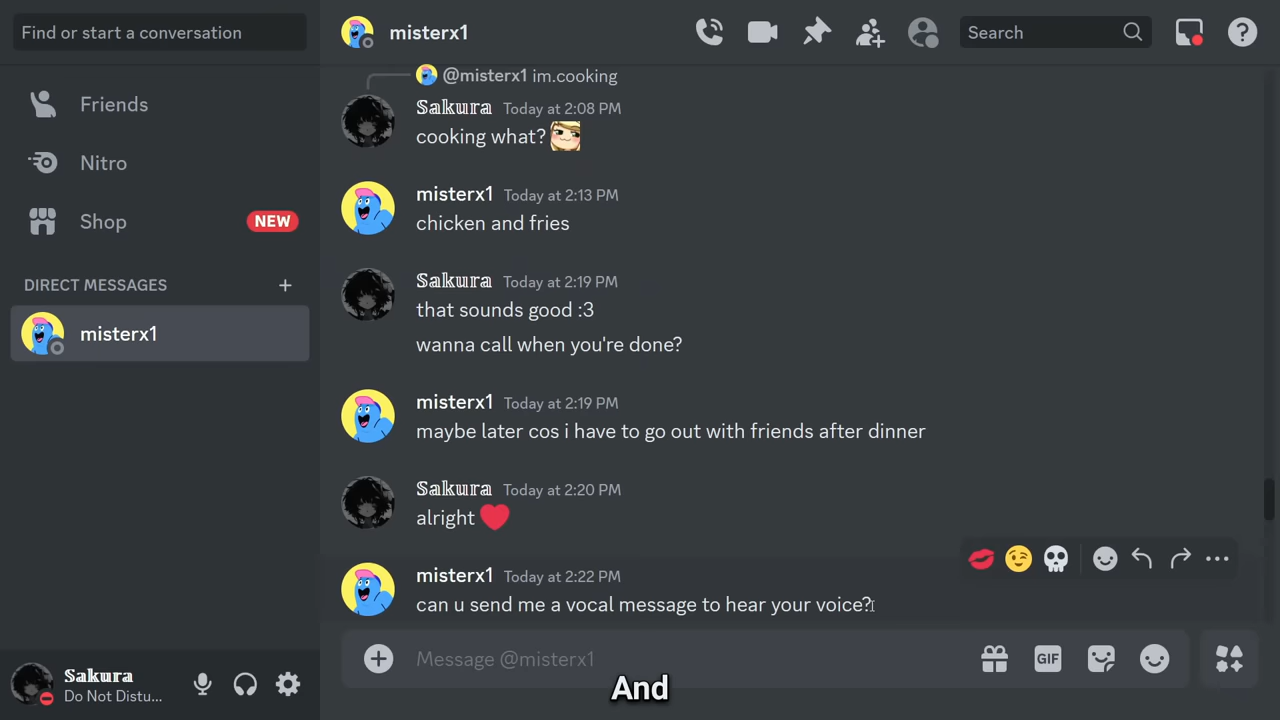 Find or start a conversation
Friends
Nitro
Shop
NEW
DIRECT MESSAGES
misterx1
Sakura
Do Not Distu...
misterx1
Search
@misterx1 im.cooking
Sakura Today at 2:08 PM
cooking what?
misterx1 Today at 2:13 PM
chicken and fries
Sakura Today at 2:19 PM
that sounds good :3
wanna call when you're done?
misterx1 Today at 2:19 PM
maybe later cos i have to go out with friends after dinner
Sakura Today at 2:20 PM
alright
misterx1 Today at 2:22 PM
can u send me a vocal message to hear your voice?
Message @misterx1
GIF
And